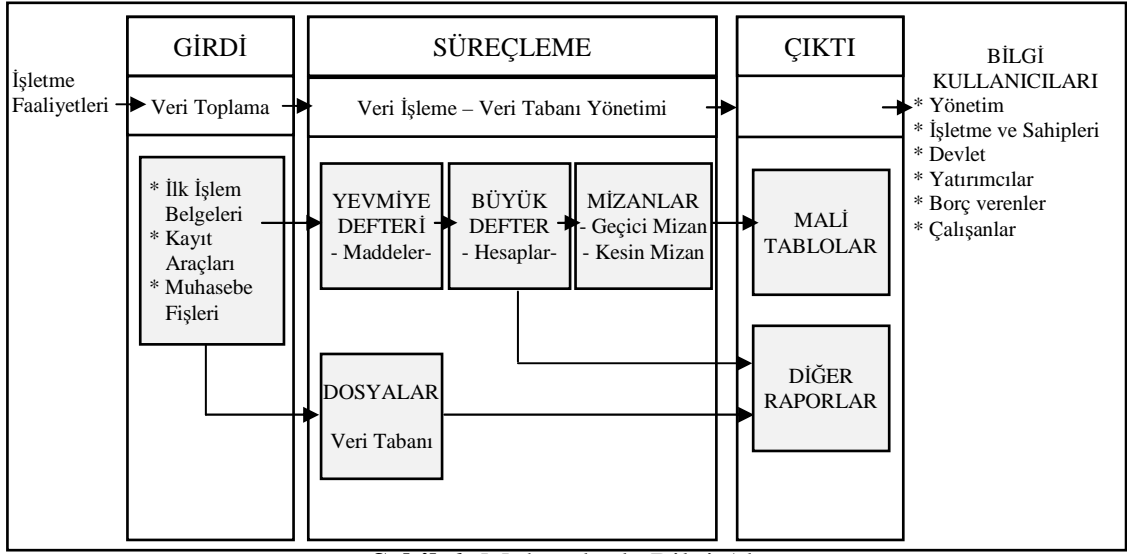 GİRDİ
SÜREÇLEME
ÇIKTI
BİLGİ
KULLANICILARI
* Yönetim
* İşletme ve Sahipleri
* Devlet
* Yatırımcılar
* Borç verenler
* Çalışanlar
İşletme
Faaliyetleri
Veri Toplama
Veri İşleme – Veri Tabanı Yönetimi
* İlk İşlem
Belgeleri
* Kayıt
Araçları
* Muhasebe
Fişleri
YEVMİYE
DEFTERİ
- Maddeler-
BÜYÜK
DEFTER
- Hesaplar-
MİZANLAR
- Geçici Mizan
- Kesin Mizan
MALİ
TABLOLAR
DOSYALAR
Veri Tabanı
DİĞER
RAPORLAR